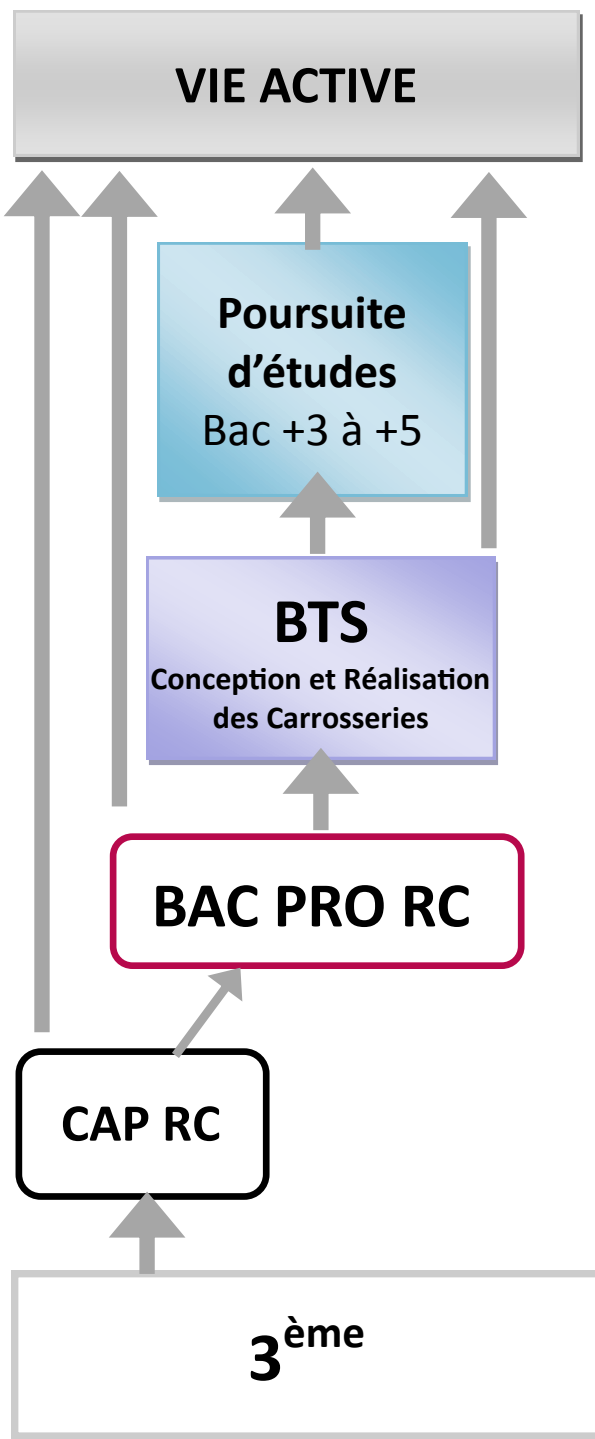 VIE ACTIVE
Poursuite
d’études
Bac +3 à +5
BTS
Conception et Réalisation
des Carrosseries
BAC PRO RC
CAP RC
3ème